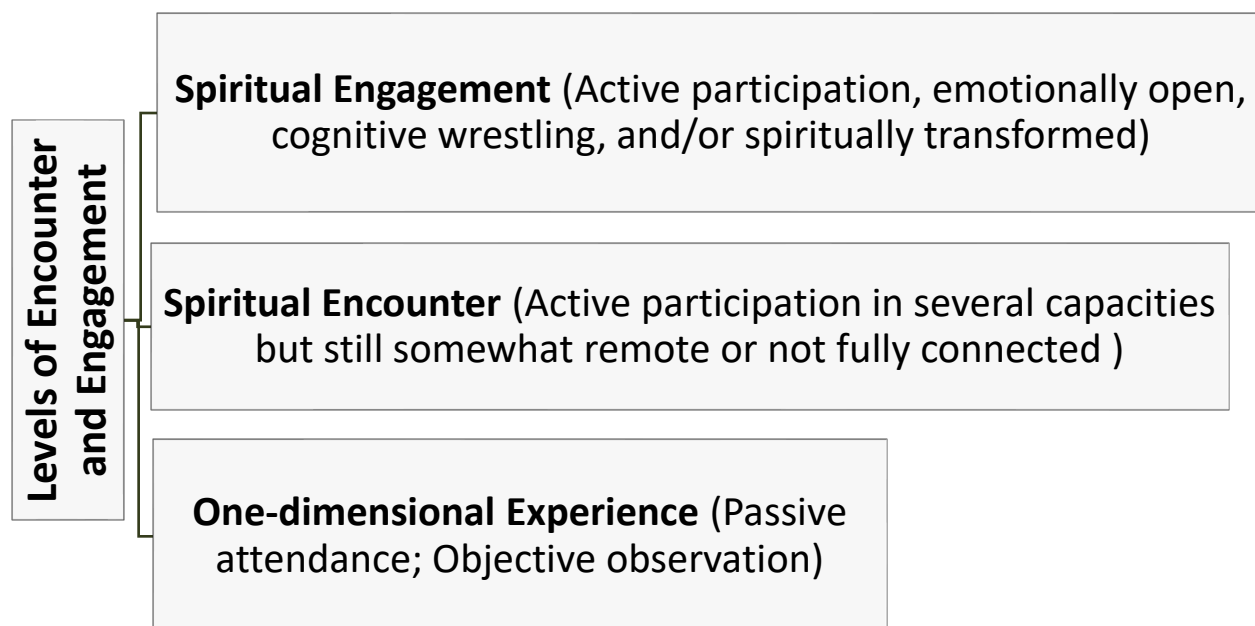 Levels of Encounter
and Engagement
Spiritual Engagement (Active participation, emotionally open,
cognitive wrestling, and/or spiritually transformed)
Spiritual Encounter (Active participation in several capacities
but still somewhat remote or not fully connected )
One-dimensional Experience (Passive
attendance; Objective observation)